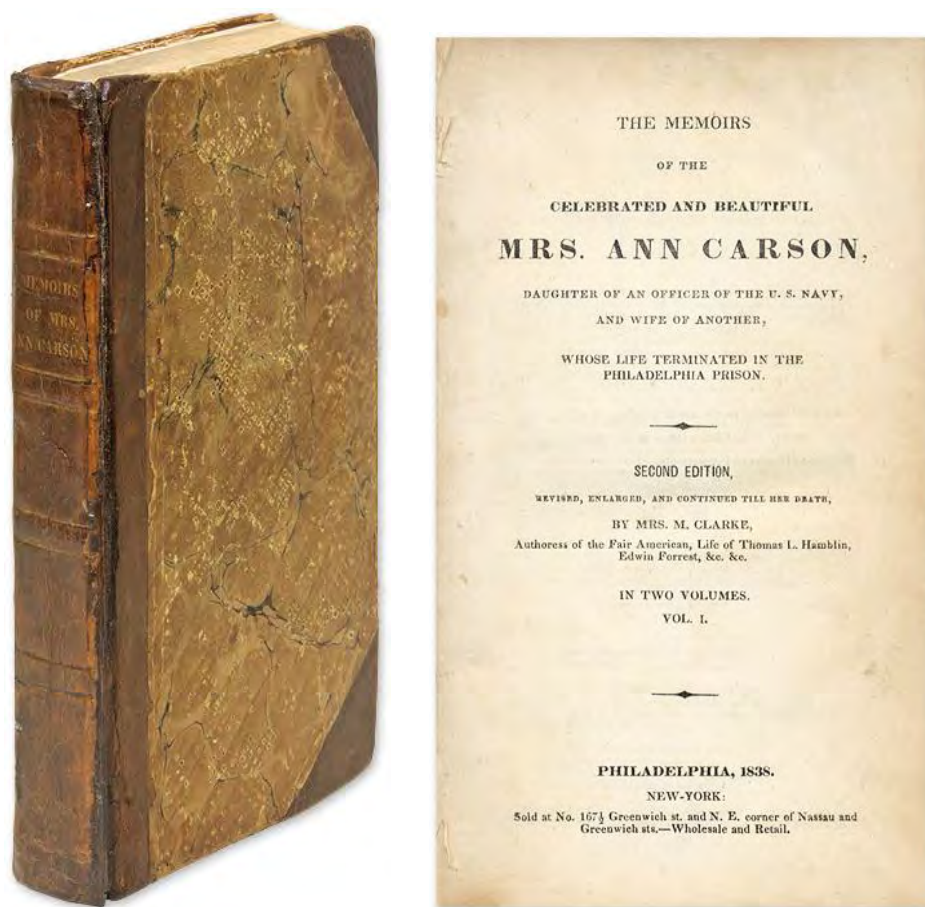 MEMOIRS
OF MRS.
ANN CARSON
THE MEMOIRS
OF THE
CELEBRATED AND BEAUTIFUL
MRS. ANN CARSON,
DAUGHTER OF AN OFFICER OF THE U. S. NAVY,
AND WIFE OF ANOTHER,
WHOSE LIFE TERMINATED IN THE
PHILADELPHIA PRISON.
SECOND EDITION,
REVISED, ENLARGED, AND CONTINUED TILL HER DEATH,
BY MRS. M. CLARKE,
Authoress of the Fair American, Life of Thomas L. Hamblin,
Edwin Forrest, &c. &c.
IN TWO VOLUMES.
VOL. I.
PHILADELPHIA, 1838.
NEW-YORK:
Sold at No. 167½ Greenwich st. and N. E. corner of Nassau and
Greenwich sts.—Wholesale and Retail.